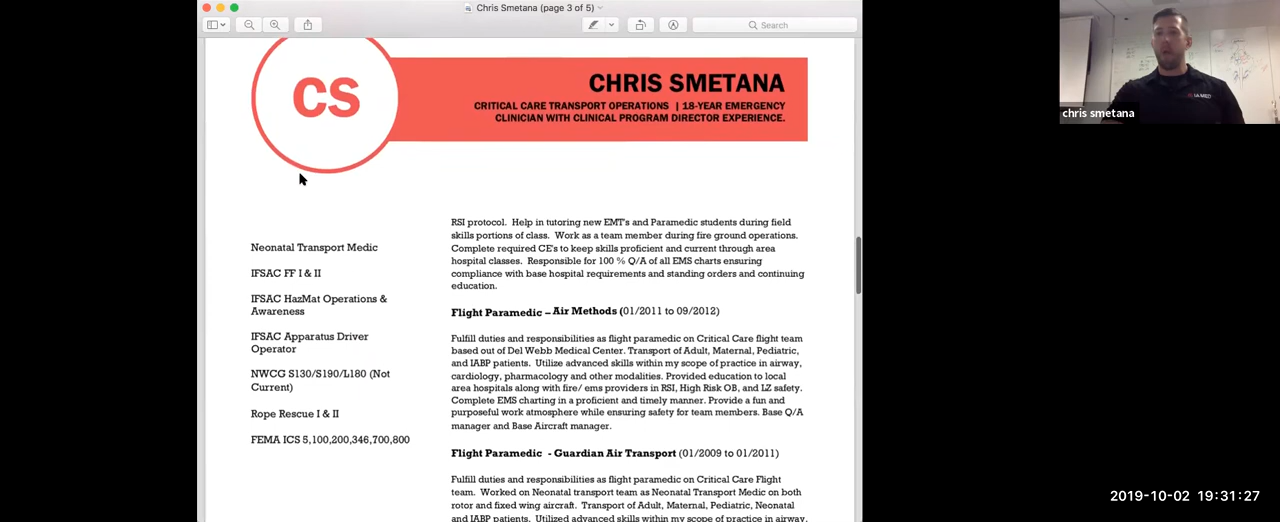 Chris Smetana (page 3 of 5)
Search
chris smetana
CS
CHRIS SMETANA
CRITICAL CARE TRANSPORT OPERATIONS | 18-YEAR EMERGENCY
CLINICIAN WITH CLINICAL PROGRAM DIRECTOR EXPERIENCE.
Neonatal Transport Medic
IFSAC FF I & II
IFSAC HazMat Operations &
Awareness
IFSAC Apparatus Driver
Operator
NWCG S130/S190/L180 (Not
Current)
Rope Rescue I & II
FEMA ICS 5,100,200,346,700,800
RSI protocol. Help in tutoring new EMT's and Paramedic students during field
skills portions of class. Work as a team member during fire ground operations.
Complete required CE's to keep skills proficient and current through area
hospital classes. Responsible for 100 % Q/A of all EMS charts ensuring
compliance with base hospital requirements and standing orders and continuing
education.
Flight Paramedic – Air Methods (01/2011 to 09/2012)
Fulfill duties and responsibilities as flight paramedic on Critical Care flight team
based out of Del Webb Medical Center. Transport of Adult, Maternal, Pediatric,
and IABP patients. Utilize advanced skills within my scope of practice in airway,
cardiology, pharmacology and other modalities. Provided education to local
area hospitals along with fire/ ems providers in RSI, High Risk OB, and LZ safety.
Complete EMS charting in a proficient and timely manner. Provide a fun and
purposeful work atmosphere while ensuring safety for team members. Base Q/A
manager and Base Aircraft manager.
Flight Paramedic - Guardian Air Transport (01/2009 to 01/2011)
Fulfill duties and responsibilities as flight paramedic on Critical Care Flight
team. Worked on Neonatal transport team as Neonatal Transport Medic on both
rotor and fixed wing aircraft. Transport of Adult, Maternal, Pediatric, Neonatal
and IABP patients. Utilized advanced skills within my scope of practice in airway,
2019-10-02 19:31:27